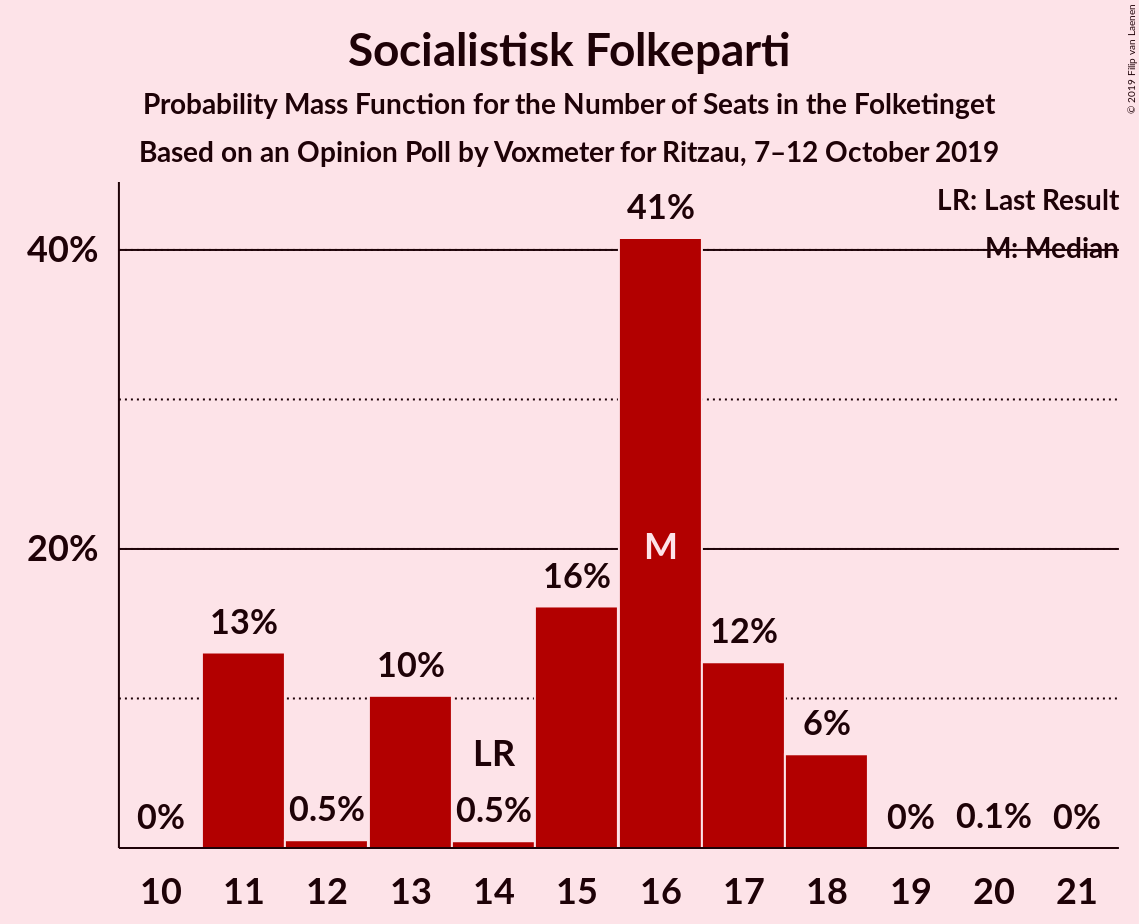 Socialistisk Folkeparti
Probability Mass Function for the Number of Seats in the Folketinget
Based on an Opinion Poll by Voxmeter for Ritzau, 7–12 October 2019
© 2019 Filip van Laenen
LR: Last Result
M: Median
40%
20%
0%
13%
0.5%
10%
LR
0.5%
16%
41%
M
12%
6%
0%
0.1%
0%
10 11 12 13 14 15 16 17 18 19 20 21